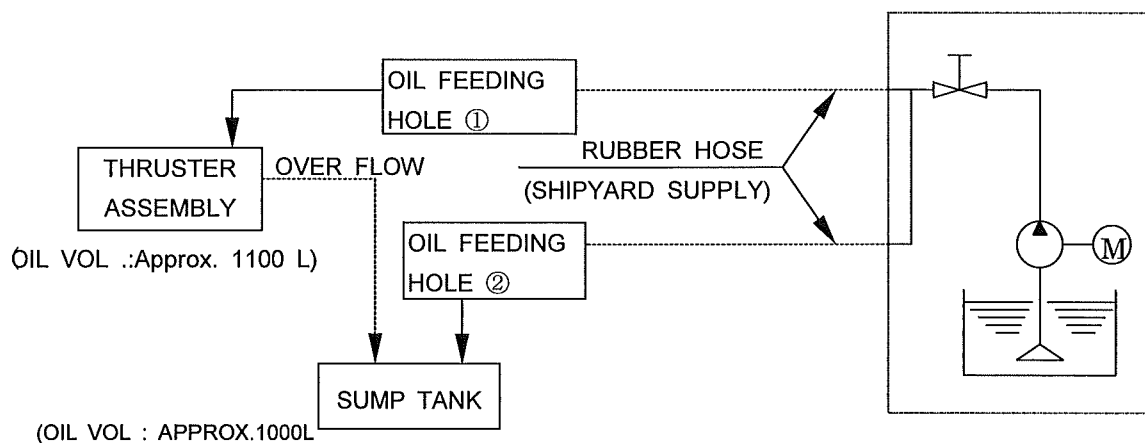 OIL FEEDING
HOLE ①
THRUSTER
ASSEMBLY
OVER FLOW
(OIL VOL .:Approx. 1100 L)
RUBBER HOSE
(SHIPYARD SUPPLY)
OIL FEEDING
HOLE ②
M
SUMP TANK
(OIL VOL : APPROX.1000L